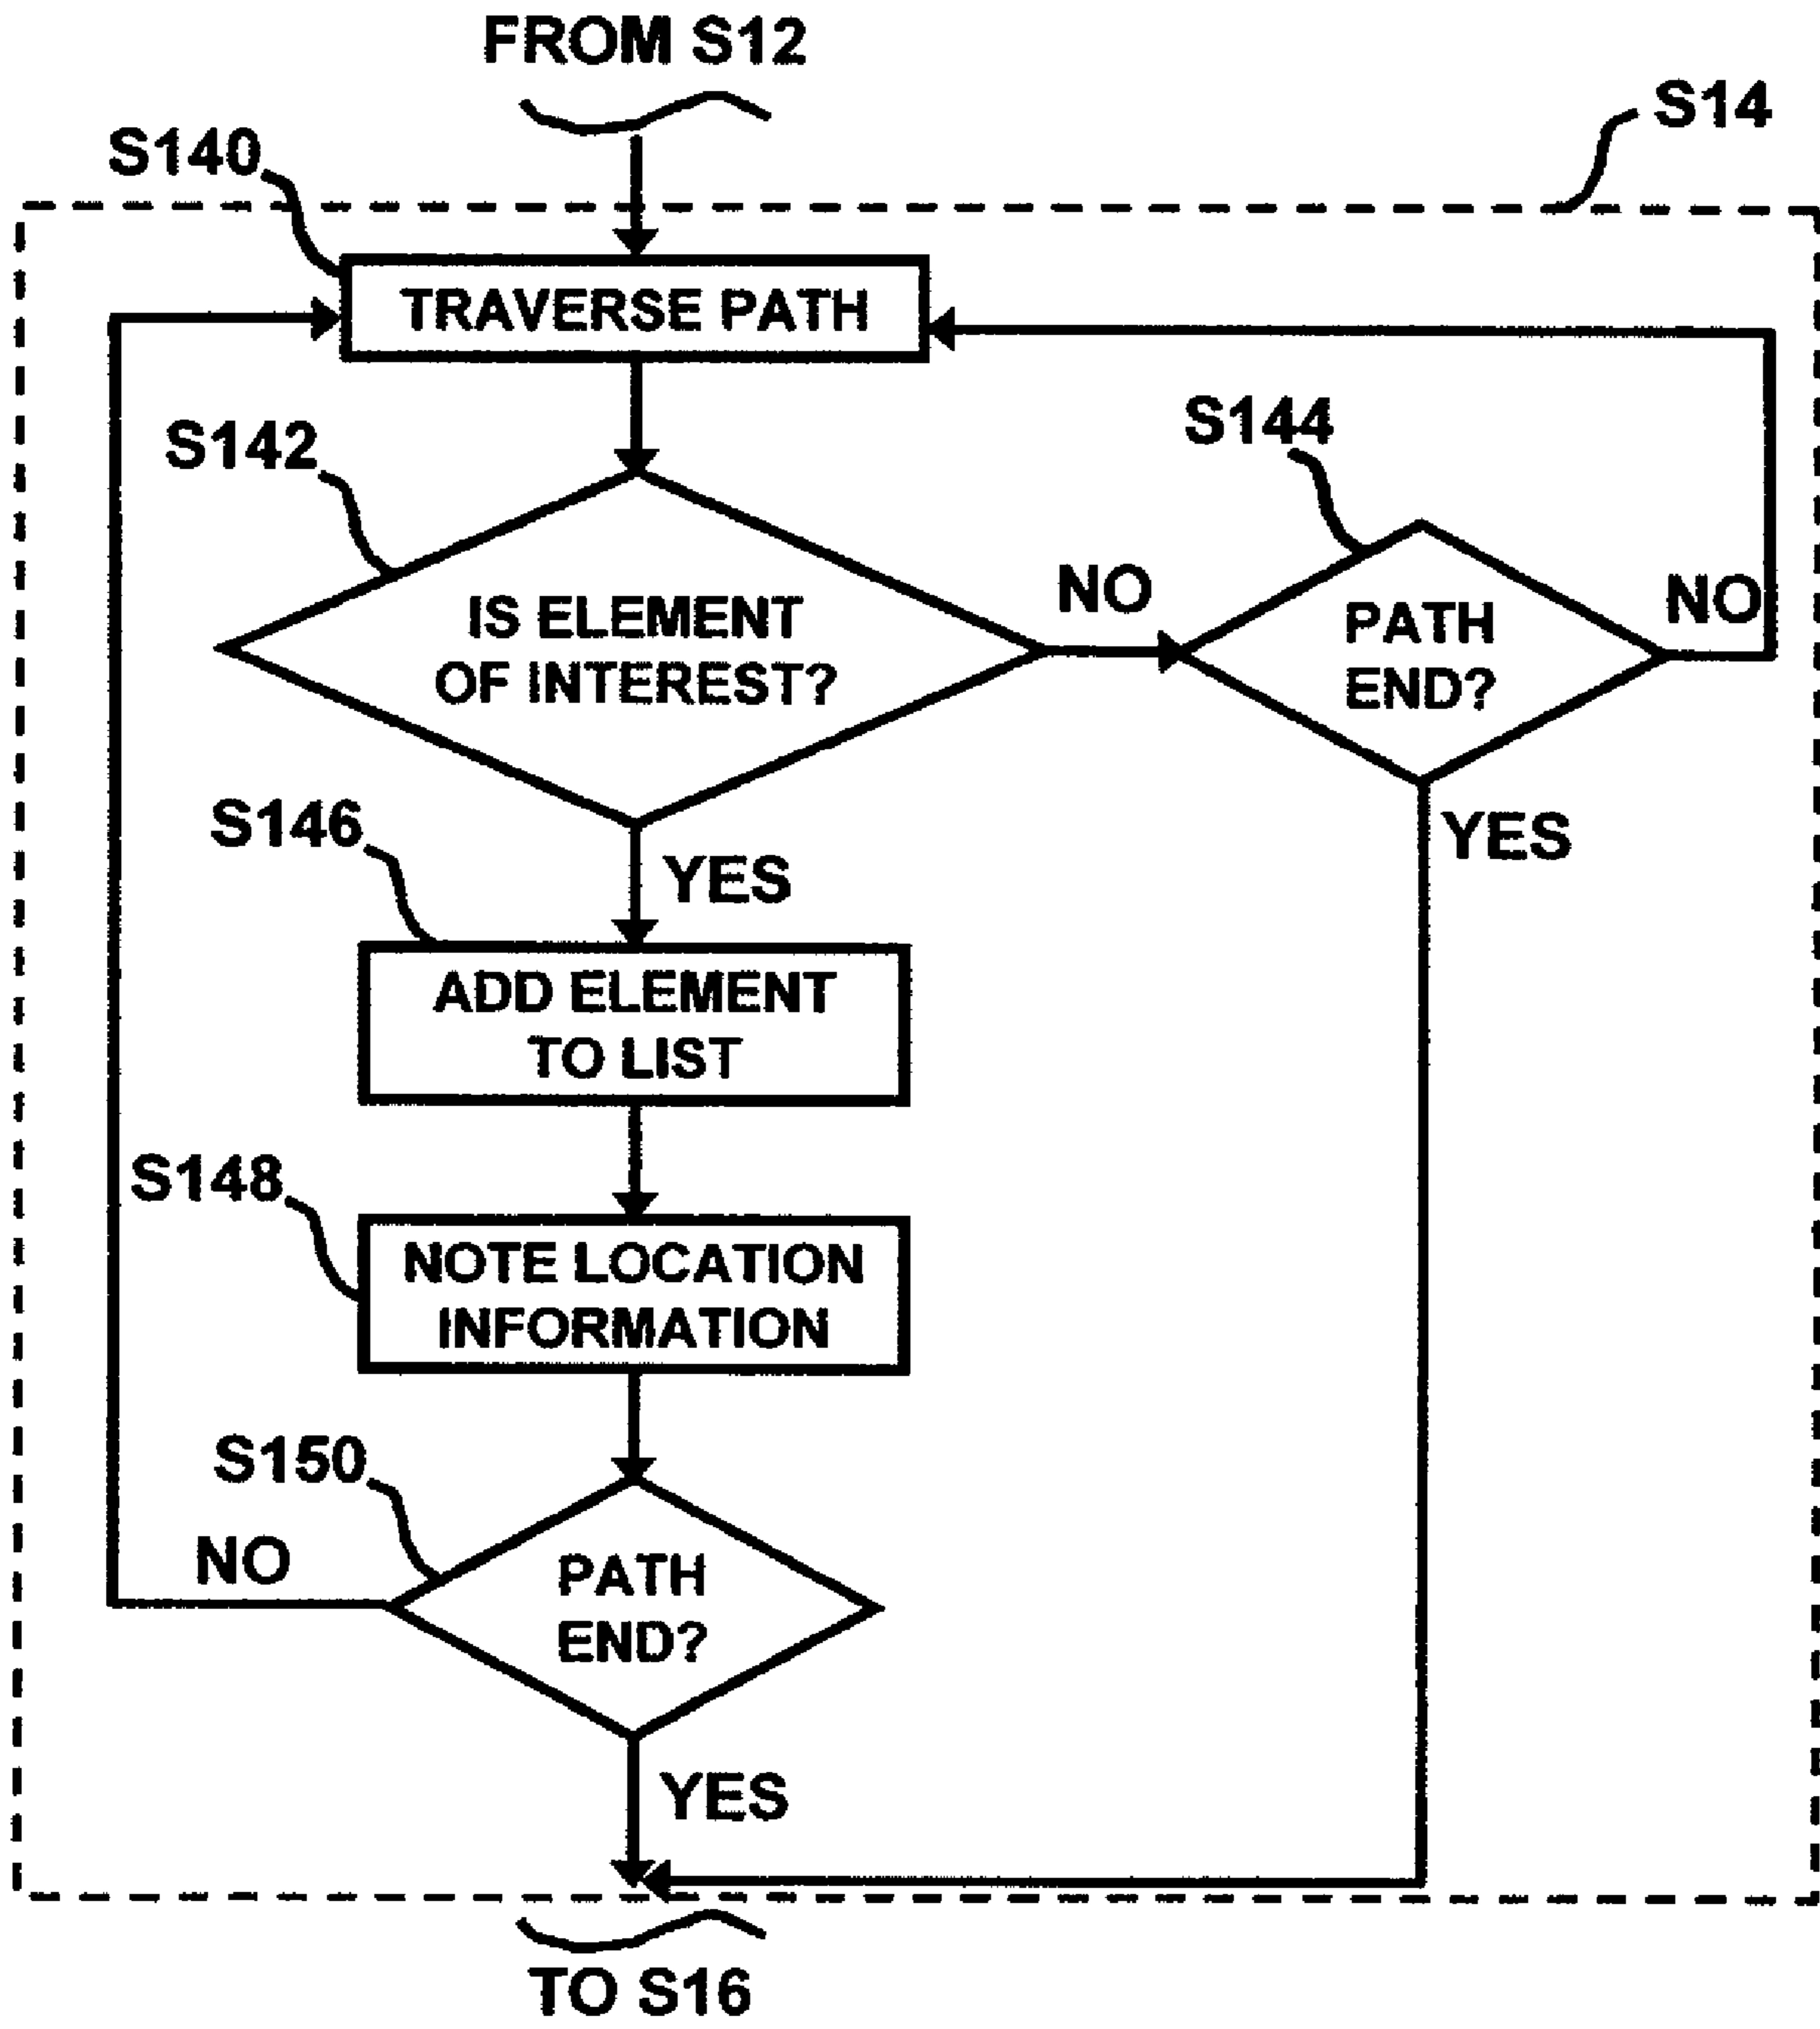 FROM S12
S14
S140
TRAVERSE PATH
S142
S144
IS ELEMENT
OF INTEREST?
NO
PATH
END?
NO
S146
YES
YES
ADD ELEMENT
TO LIST
S148
NOTE LOCATION
INFORMATION
S150
NO
PATH
END?
YES
TO S16